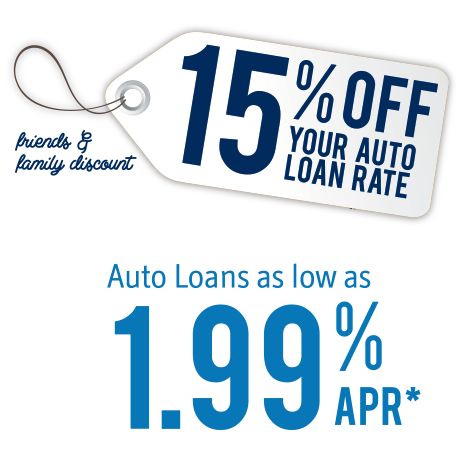 15% OFF
YOUR AUTO
LOAN RATE
friends &
family discount
Auto Loans as low as
1.99%
APR*